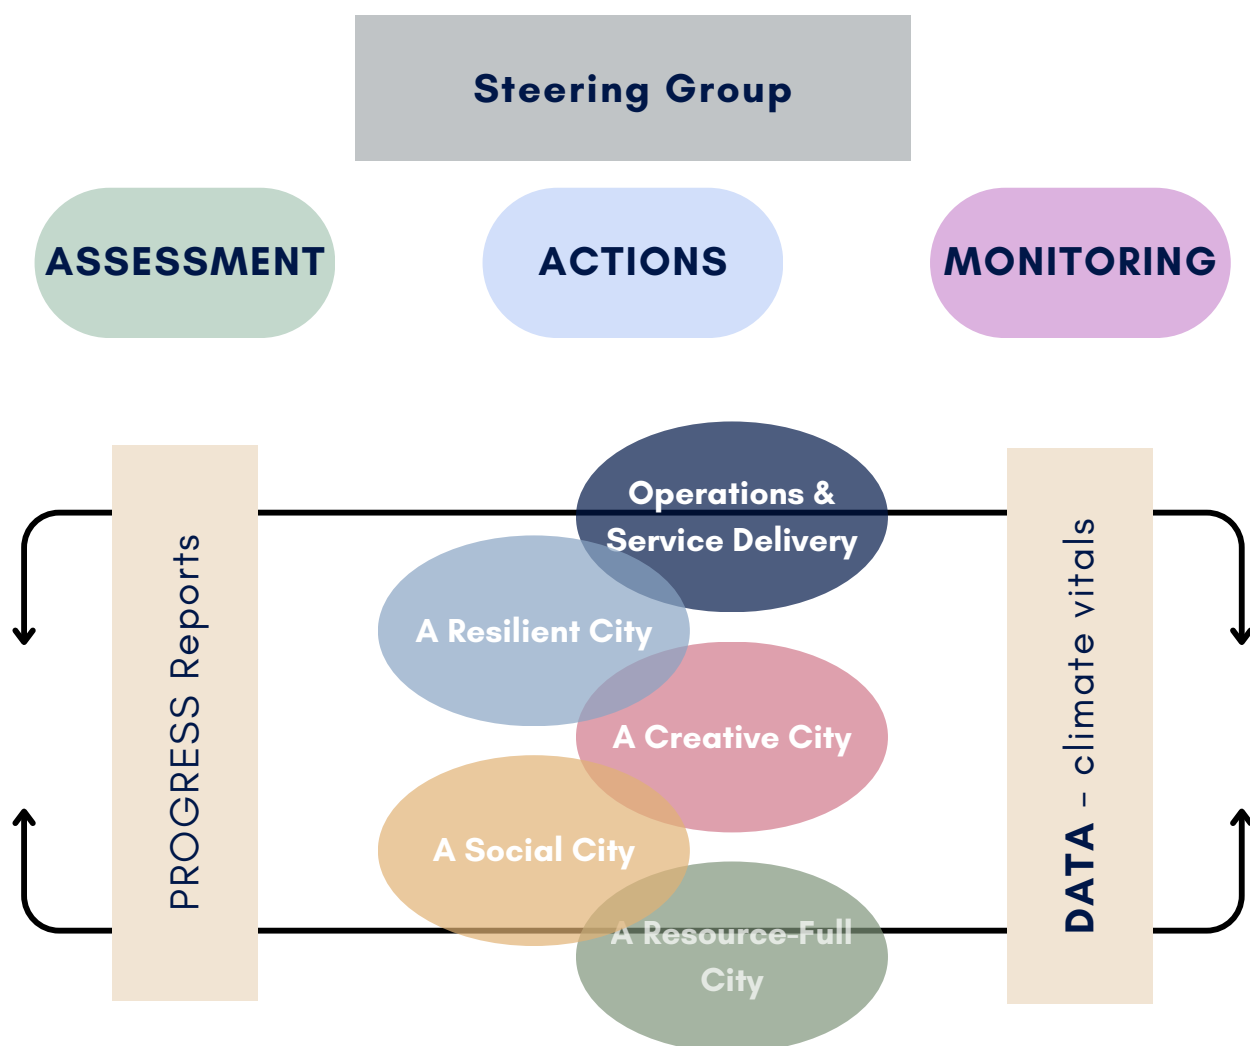 Steering Group
ASSESSMENT
ACTIONS
MONITORING
PROGRESS Reports
Operations &
Service Delivery
A Resilient City
A Creative City
A Social City
A Resource-Full
City
DATA – climate vitals